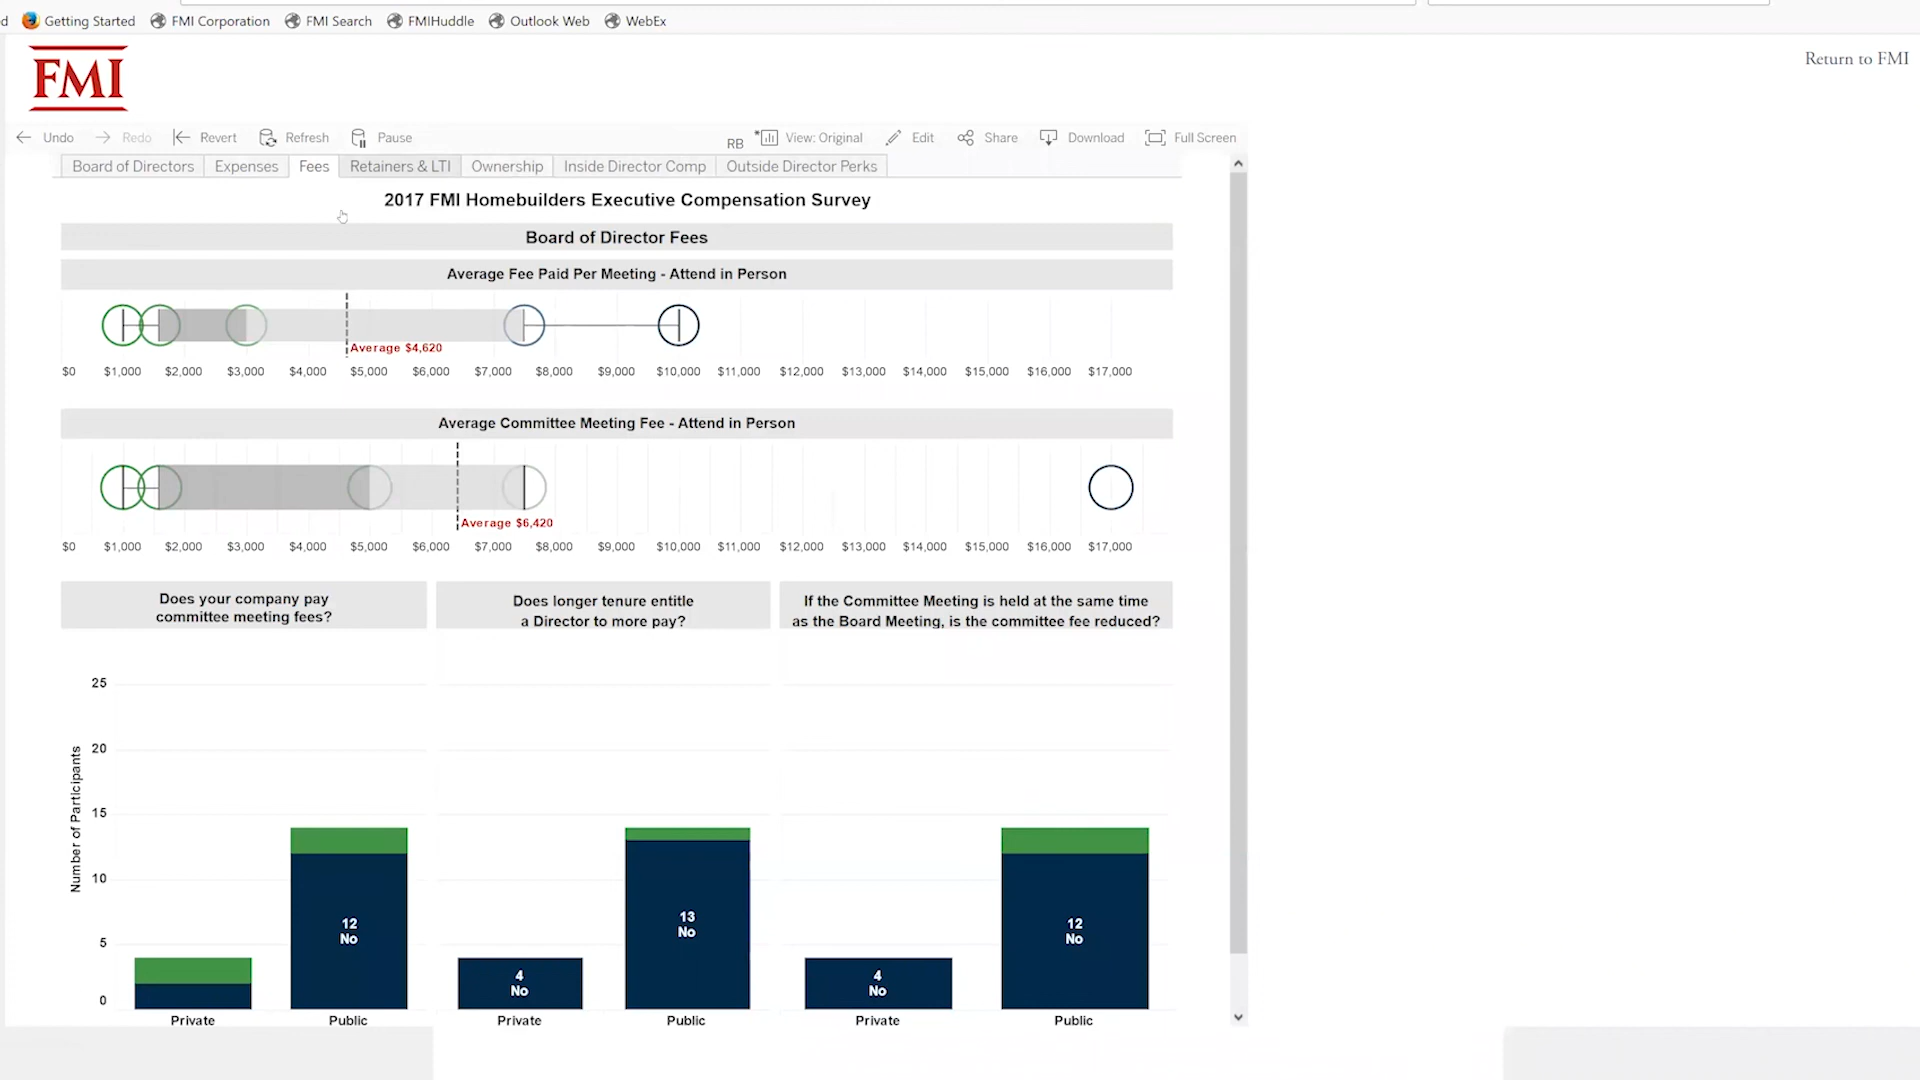 d Getting Started FMI Corporation FMI Search FMIHuddle Outlook Web WebEx
FMI
Return to FMI
Undo Redo Revert Refresh Pause RB View: Original Edit Share Download Full Screen
Board of Directors Expenses Fees Retainers & LTI Ownership Inside Director Comp Outside Director Perks
2017 FMI Homebuilders Executive Compensation Survey
Board of Director Fees
Average Fee Paid Per Meeting - Attend in Person
Average $4,620
$0 $1,000 $2,000 $3,000 $4,000 $5,000 $6,000 $7,000 $8,000 $9,000 $10,000 $11,000 $12,000 $13,000 $14,000 $15,000 $16,000 $17,000
Average Committee Meeting Fee - Attend in Person
Average $6,420
$0 $1,000 $2,000 $3,000 $4,000 $5,000 $6,000 $7,000 $8,000 $9,000 $10,000 $11,000 $12,000 $13,000 $14,000 $15,000 $16,000 $17,000
Does your company pay
committee meeting fees?
Does longer tenure entitle
a Director to more pay?
If the Committee Meeting is held at the same time
as the Board Meeting, is the committee fee reduced?
Number of Participants
25
20
15
10
5
0
12
No
4
No
13
No
4
No
12
No
Private Public Private Public Private Public